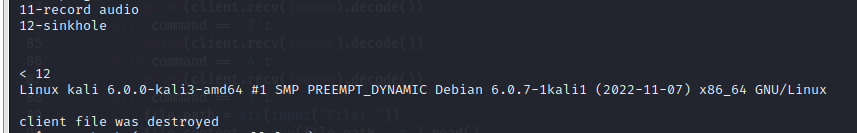 11-record audio
12-sinkhole
< 12
Linux kali 6.0.0-kali3-amd64 #1 SMP PREEMPT_DYNAMIC Debian 6.0.7-1kali1 (2022-11-07) x86_64 GNU/Linux
client file was destroyed